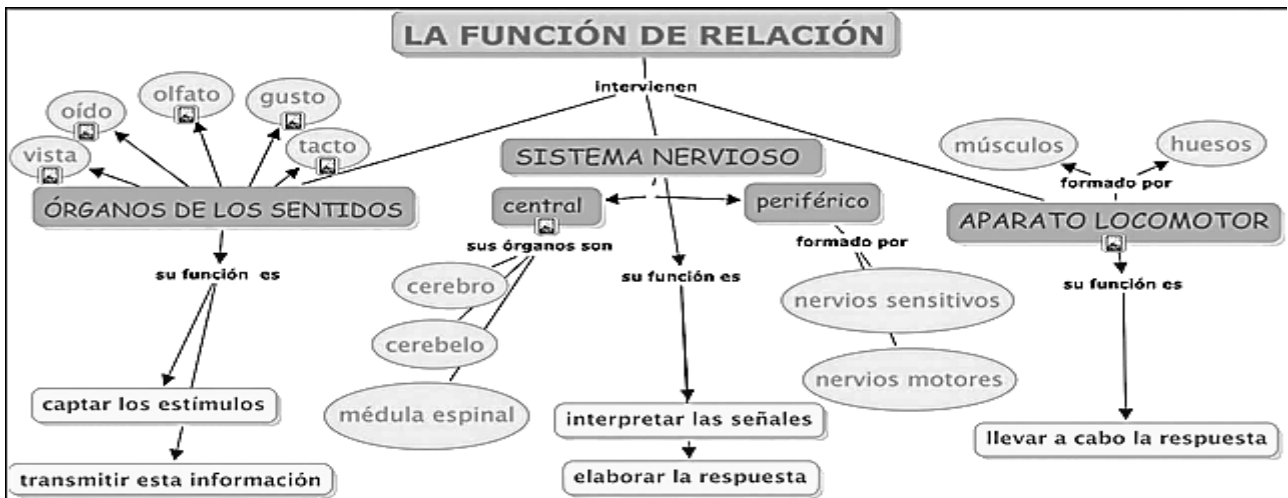 LA FUNCIÓN DE RELACIÓN
intervienen
olfato
gusto
oído
tacto
vista
ÓRGANOS DE LOS SENTIDOS
su función es
captar los estímulos
transmitir esta información
SISTEMA NERVIOSO
central
sus órganos son
cerebro
cerebelo
médula espinal
periférico
formado por
nervios sensitivos
nervios motores
su función es
interpretar las señales
elaborar la respuesta
músculos
huesos
formado por
APARATO LOCOMOTOR
su función es
llevar a cabo la respuesta